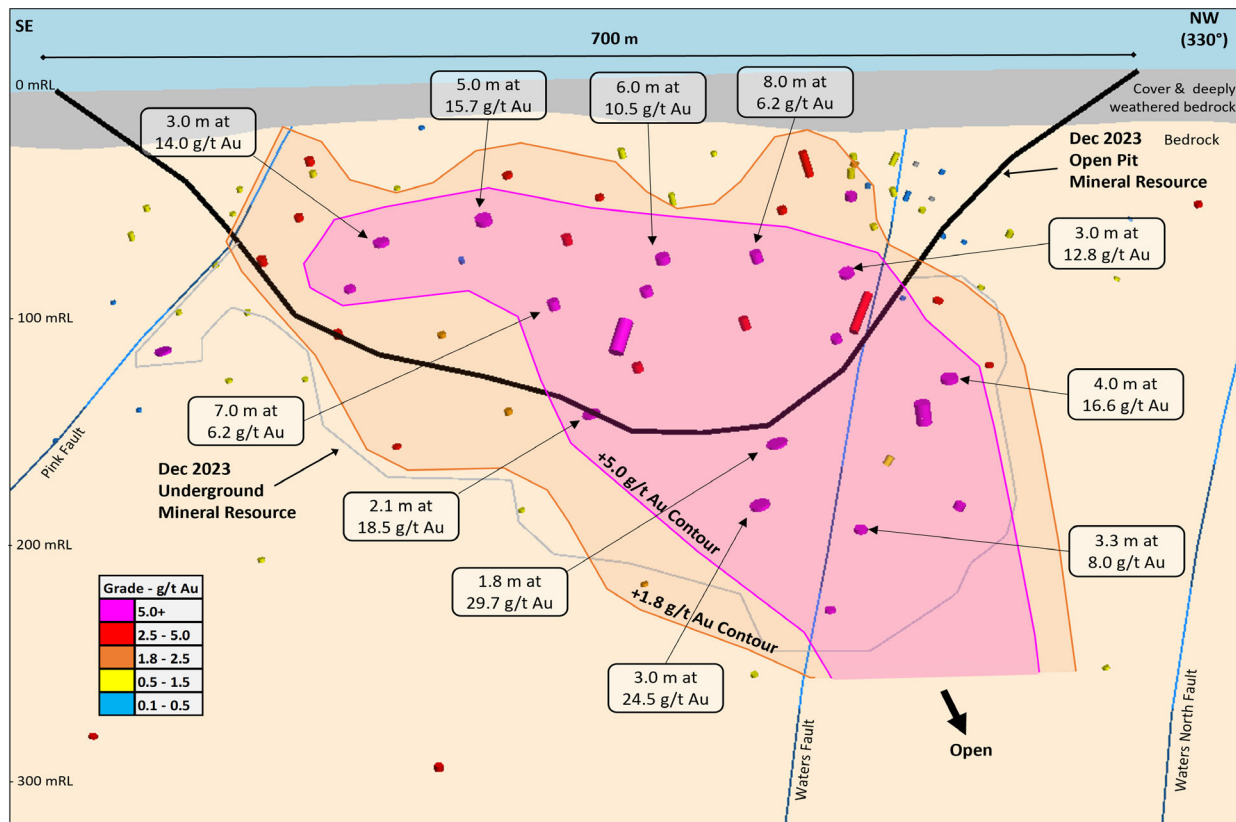 SE
700 m
NW
(330°)
0 mRL
Cover & deeply
weathered bedrock
Bedrock
5.0 m at
15.7 g/t Au
6.0 m at
10.5 g/t Au
8.0 m at
6.2 g/t Au
3.0 m at
14.0 g/t Au
Dec 2023
Open Pit
Mineral Resource
3.0 m at
12.8 g/t Au
100 mRL
4.0 m at
16.6 g/t Au
7.0 m at
6.2 g/t Au
Pink Fault
Dec 2023
Underground
Mineral Resource
+5.0 g/t Au Contour
2.1 m at
18.5 g/t Au
200 mRL
3.3 m at
8.0 g/t Au
1.8 m at
29.7 g/t Au
+1.8 g/t Au Contour
3.0 m at
24.5 g/t Au
Grade - g/t Au
5.0+
2.5 - 5.0
1.8 - 2.5
0.5 - 1.5
0.1 - 0.5
Open
Waters Fault
Waters North Fault
300 mRL